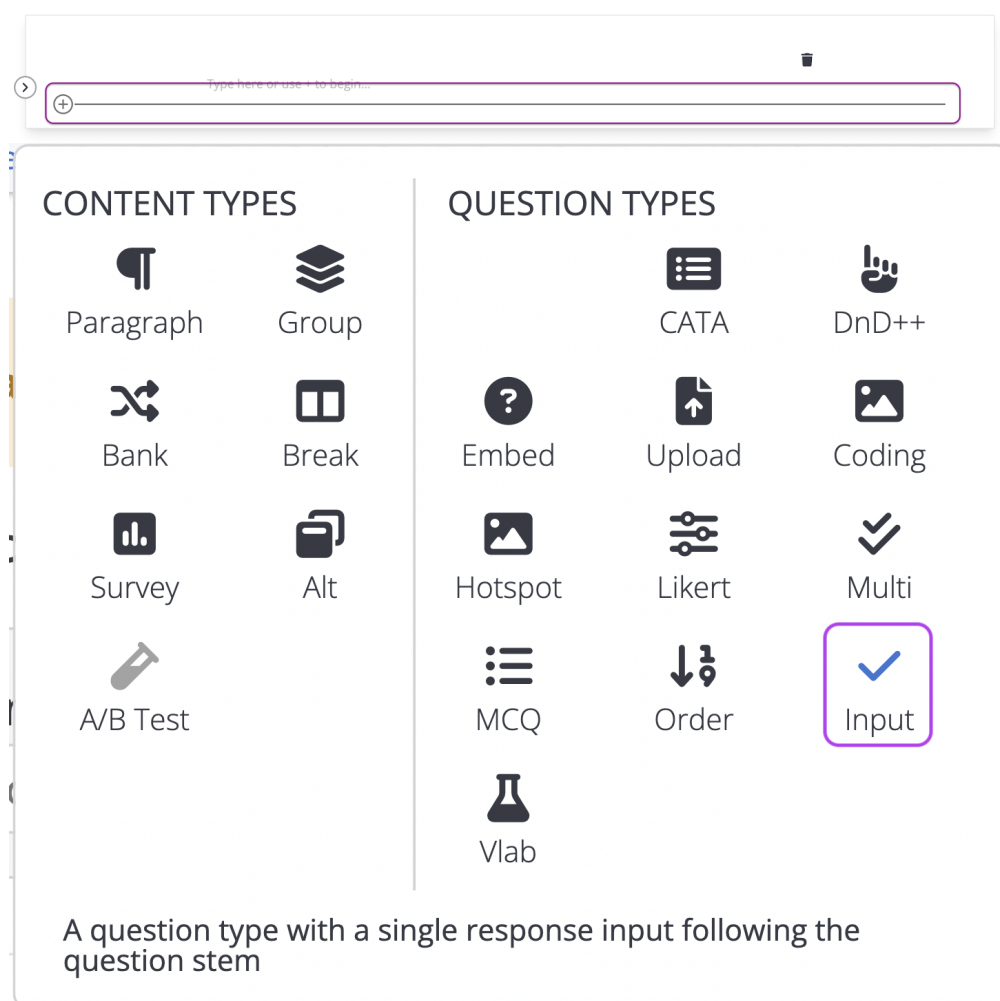 Type here or use + to begin...
CONTENT TYPES
QUESTION TYPES
Paragraph
Group
CATA
DnD++
Bank
Break
Embed
Upload
Coding
Survey
Alt
Hotspot
Likert
Multi
A/B Test
MCQ
Order
Input
Vlab
A question type with a single response input following the
question stem